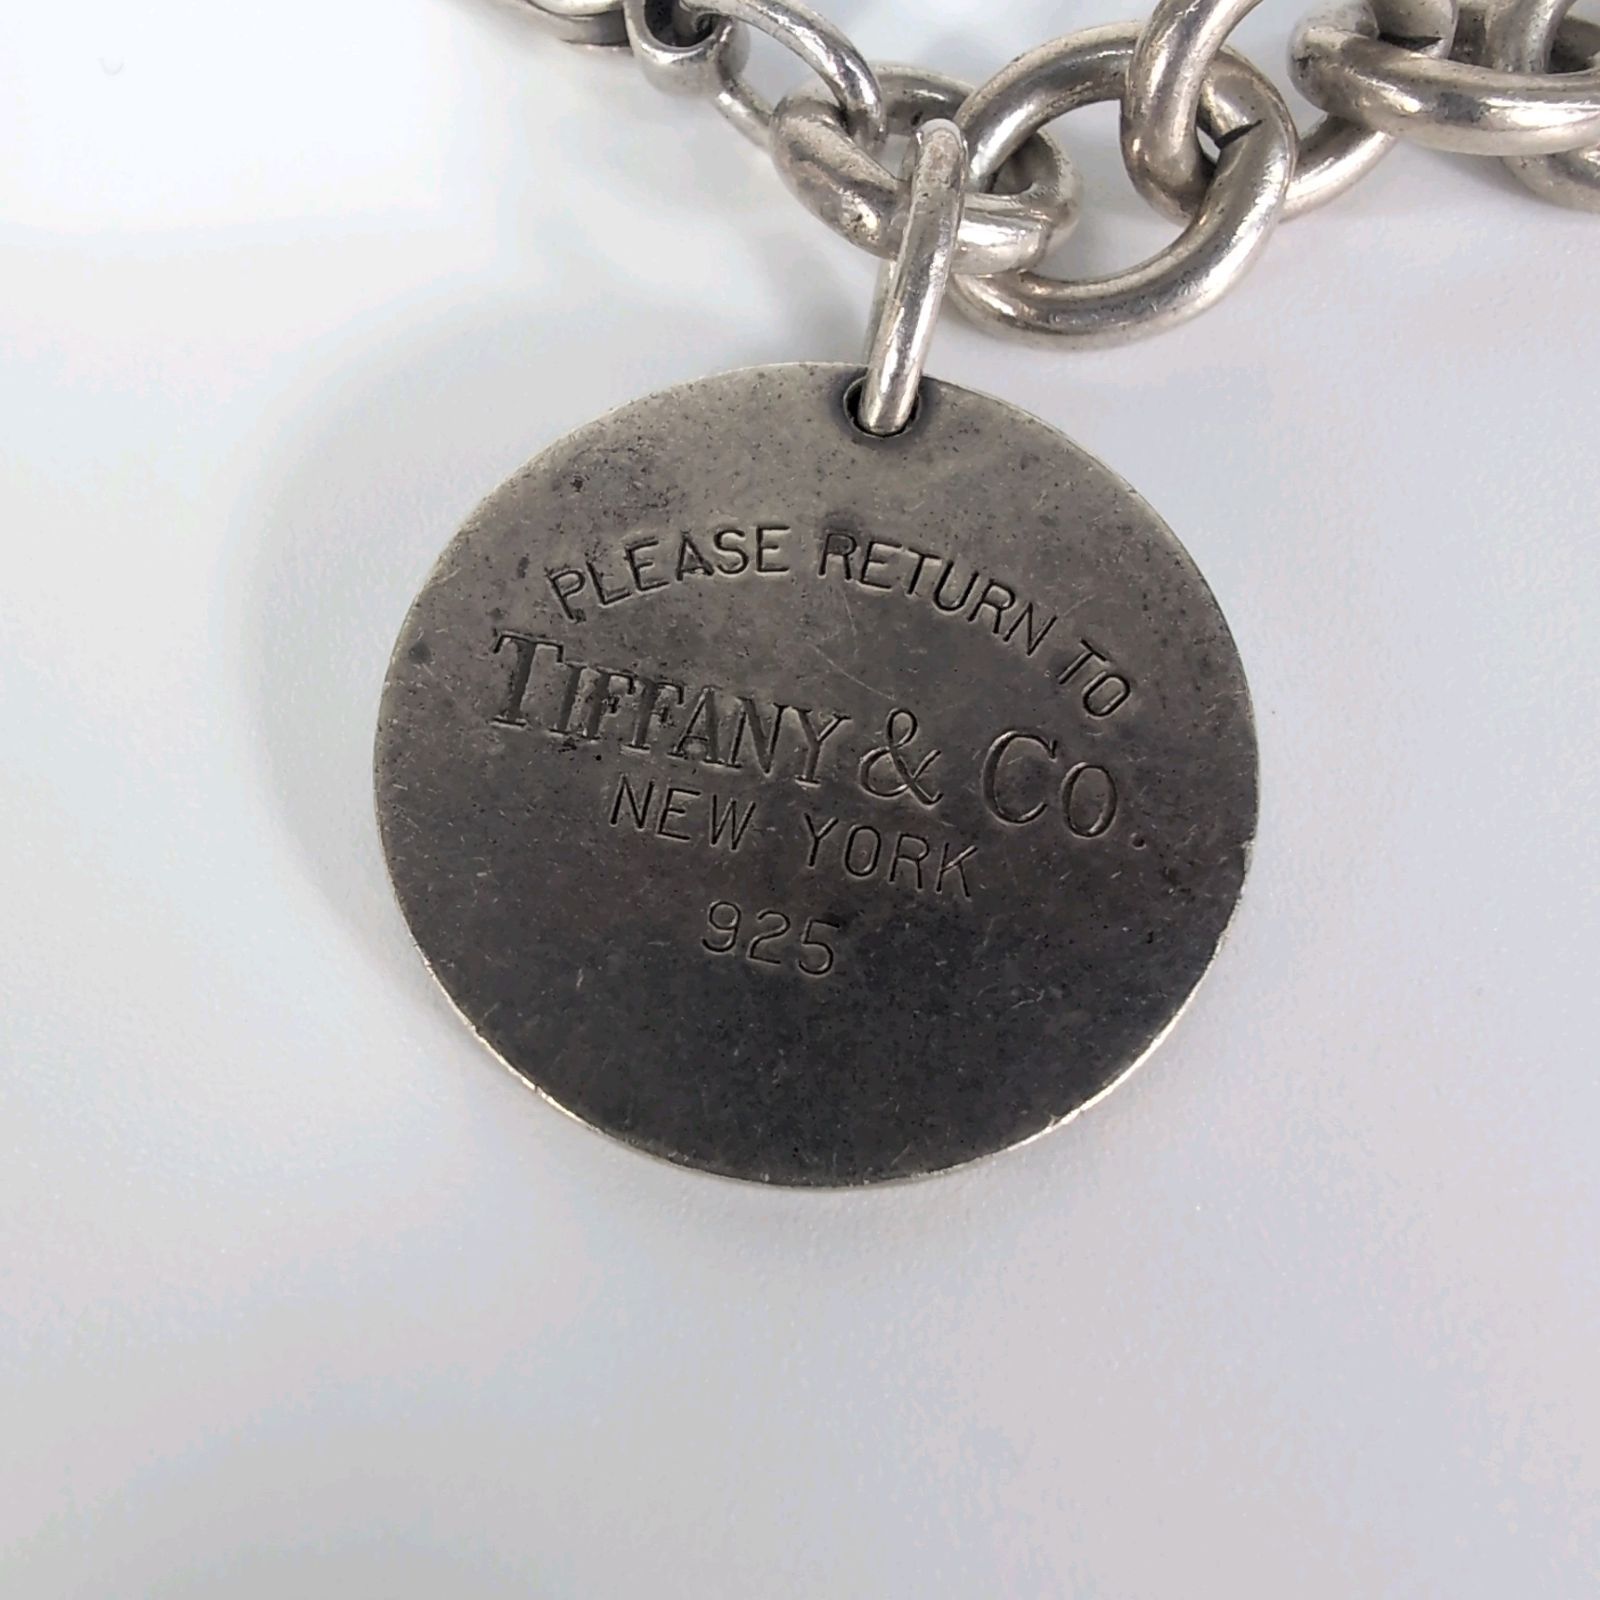 PLEASE RETURN TO
TIFFANY & CO.
NEW YORK
925